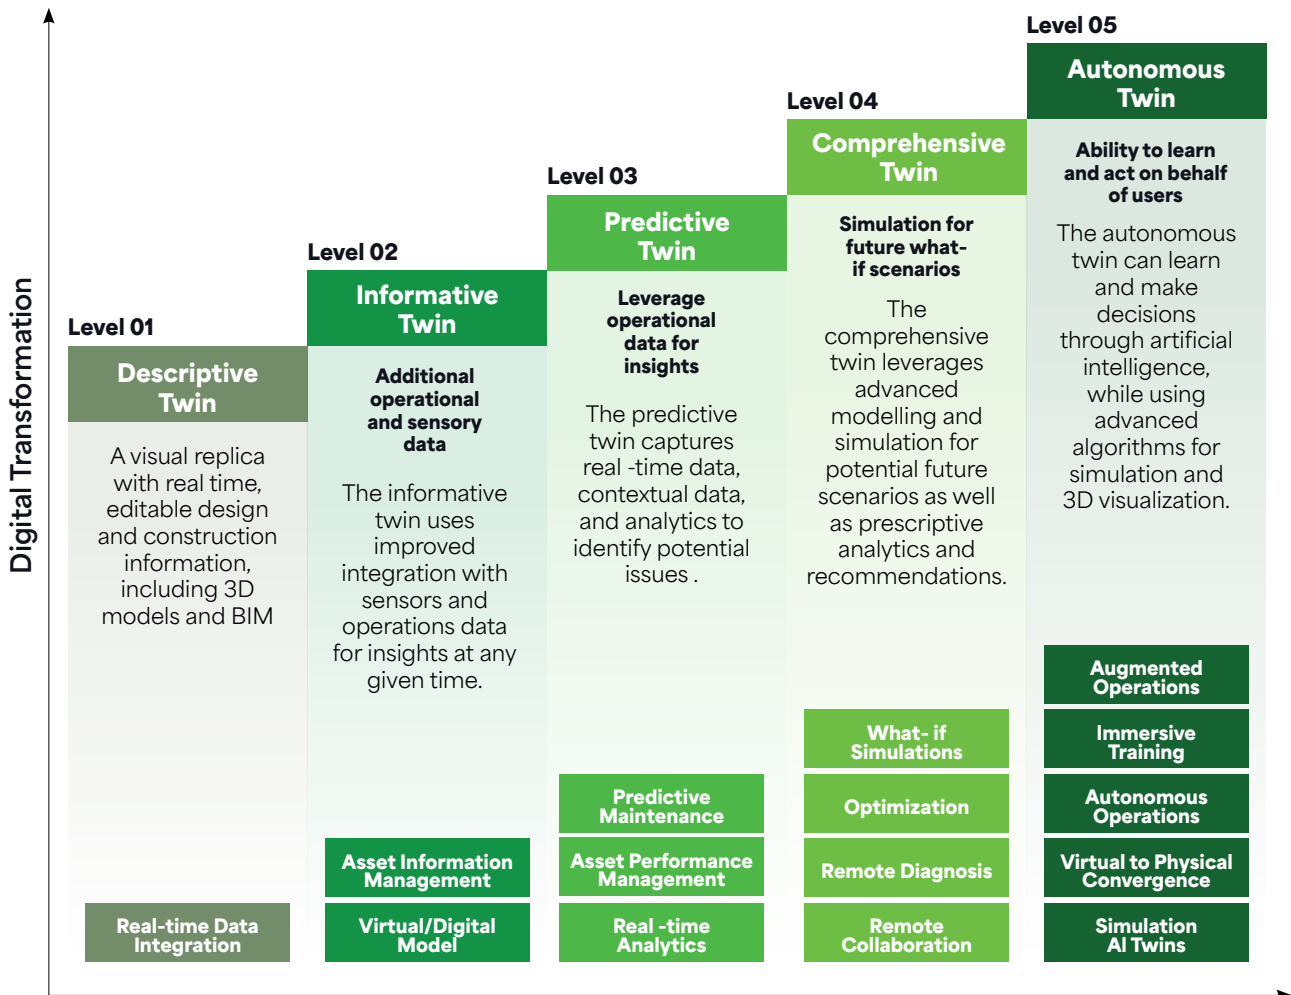 Digital Transformation
Level 01
Descriptive
Twin
A visual replica
with real time,
editable design
and construction
information,
including 3D
models and BIM
Real-time Data
Integration
Level 02
Informative
Twin
Additional
operational
and sensory
data
The informative
twin uses
improved
integration with
sensors and
operations data
for insights at any
given time.
Asset Information
Management
Virtual/Digital
Model
Level 03
Predictive
Twin
Leverage
operational
data for
insights
The predictive
twin captures
real -time data,
contextual data,
and analytics to
identify potential
issues .
Predictive
Maintenance
Asset Performance
Management
Real -time
Analytics
Level 04
Comprehensive
Twin
Simulation for
future what-
if scenarios
The
comprehensive
twin leverages
advanced
modelling and
simulation for
potential future
scenarios as well
as prescriptive
analytics and
recommendations.
What- if
Simulations
Optimization
Remote Diagnosis
Remote
Collaboration
Level 05
Autonomous
Twin
Ability to learn
and act on behalf
of users
The autonomous
twin can learn
and make
decisions
through artificial
intelligence,
while using
advanced
algorithms for
simulation and
3D visualization.
Augmented
Operations
Immersive
Training
Autonomous
Operations
Virtual to Physical
Convergence
Simulation
AI Twins